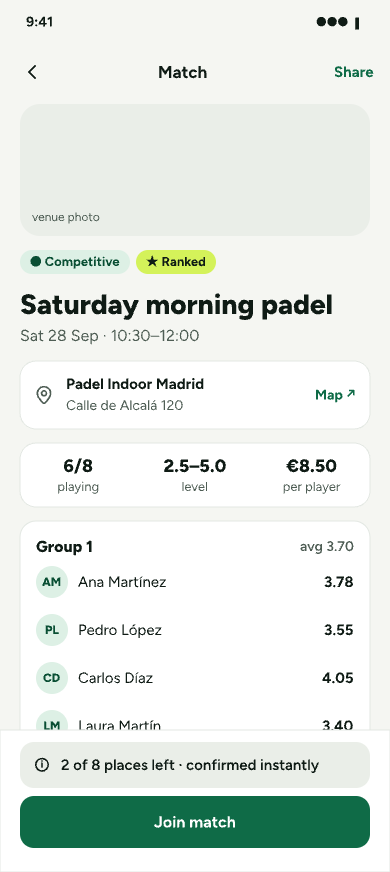 9:41
Match
Share
venue photo
Competitive
★ Ranked
Saturday morning padel
Sat 28 Sep · 10:30–12:00
Padel Indoor Madrid
Calle de Alcalá 120
Map ↗
6/8
2.5–5.0
€8.50
playing
level
per player
Group 1
avg 3.70
AM Ana Martínez 3.78
PL Pedro López 3.55
CD Carlos Díaz 4.05
LM Laura Martín 3.40
2 of 8 places left · confirmed instantly
Join match